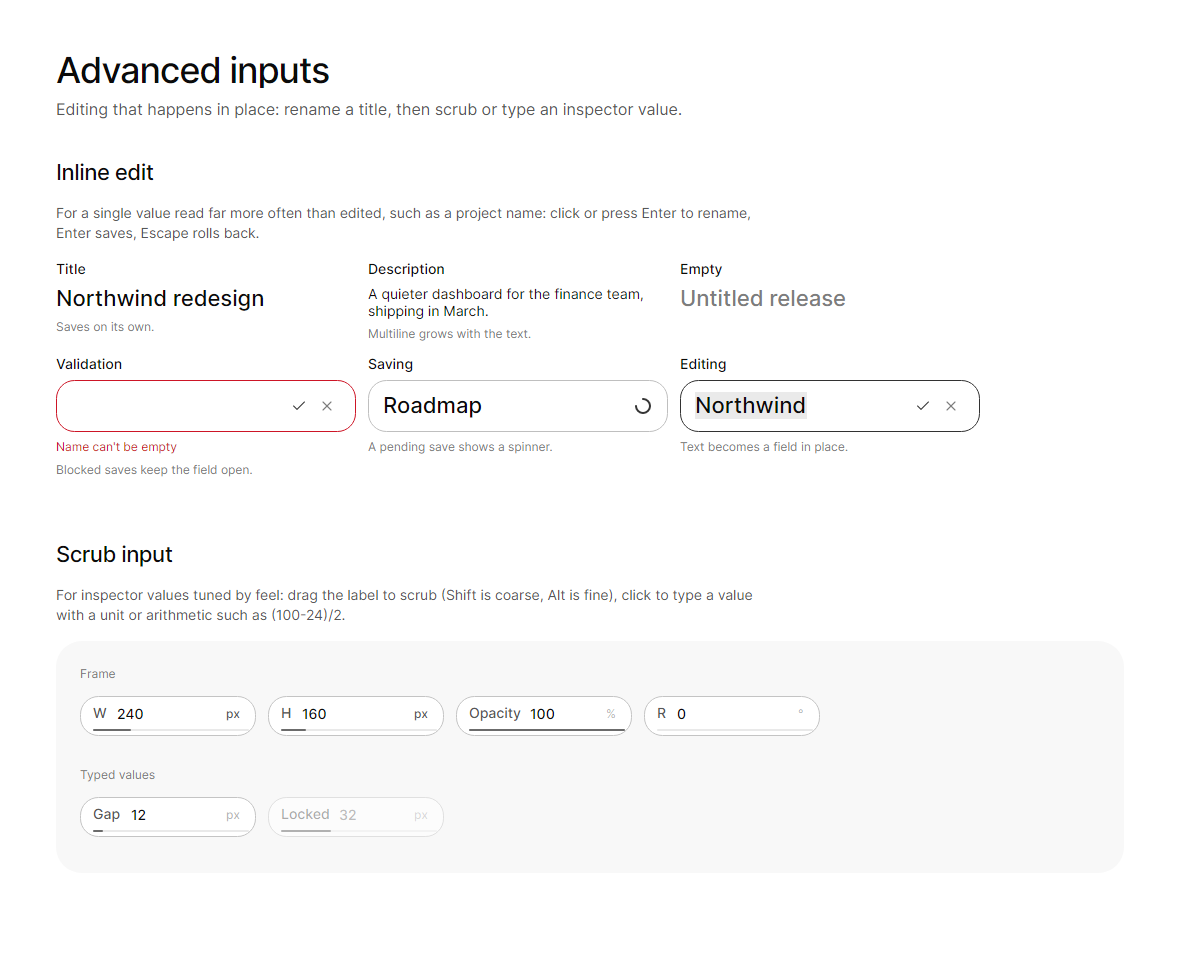 Advanced inputs
Editing that happens in place: rename a title, then scrub or type an inspector value.
Inline edit
For a single value read far more often than edited, such as a project name: click or press Enter to rename,
Enter saves, Escape rolls back.
Title
Northwind redesign
Saves on its own.
Description
A quieter dashboard for the finance team,
shipping in March.
Multiline grows with the text.
Empty
Untitled release
Validation
Name can't be empty
Blocked saves keep the field open.
Saving
Roadmap
A pending save shows a spinner.
Editing
Northwind
Text becomes a field in place.
Scrub input
For inspector values tuned by feel: drag the label to scrub (Shift is coarse, Alt is fine), click to type a value
with a unit or arithmetic such as (100-24)/2.
Frame
W 240 px
H 160 px
Opacity 100 %
R 0 °
Typed values
Gap 12 px
Locked 32 px